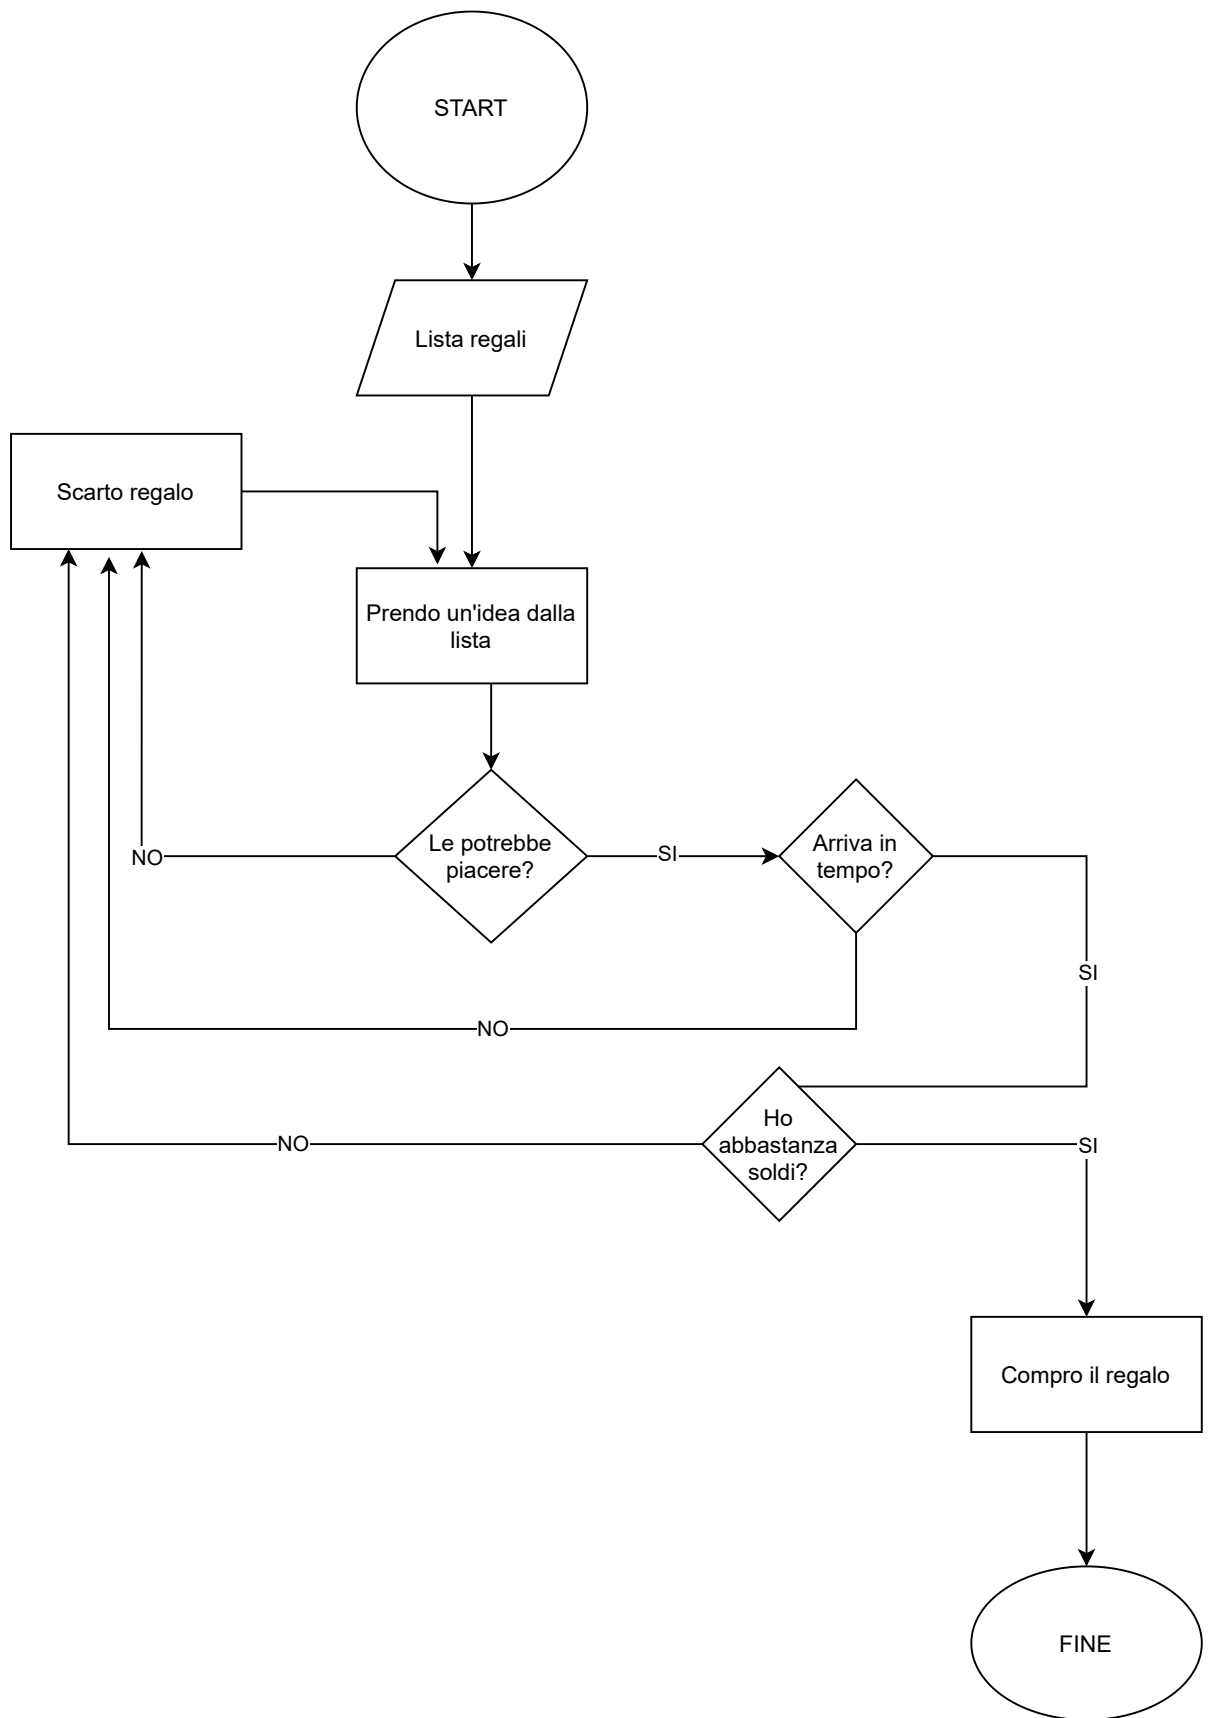 START
Lista regali
Scarto regalo
Prendo un'idea dalla
lista
Le potrebbe
piacere?
NO
SI
Arriva in
tempo?
SI
NO
Ho
abbastanza
soldi?
NO
SI
Compro il regalo
FINE